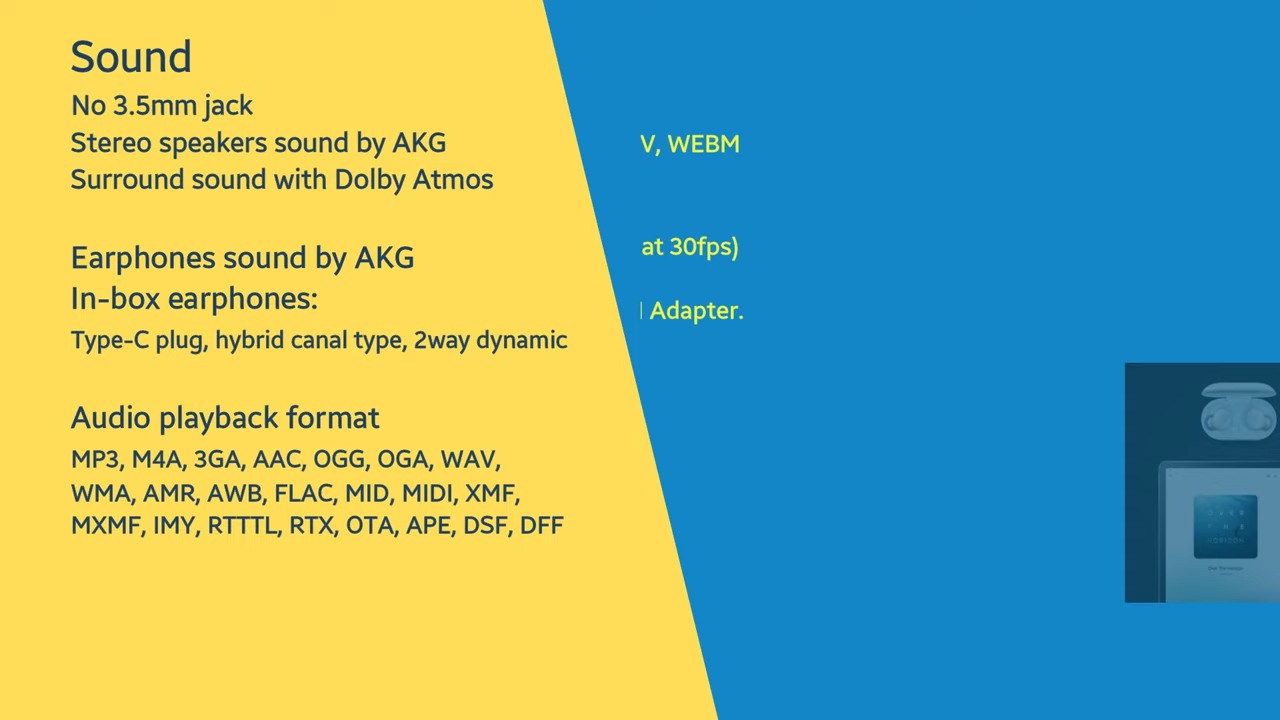 Sound
No 3.5mm jack
Stereo speakers sound by AKG
Surround sound with Dolby Atmos
Earphones sound by AKG
In-box earphones:
Type-C plug, hybrid canal type, 2way dynamic
Audio playback format
MP3, M4A, 3GA, AAC, OGG, OGA, WAV,
WMA, AMR, AWB, FLAC, MID, MIDI, XMF,
MXMF, IMY, RTTTL, RTX, OTA, APE, DSF, DFF
V, WEBM
at 30fps)
Adapter.
OVER
THE
HORIZON